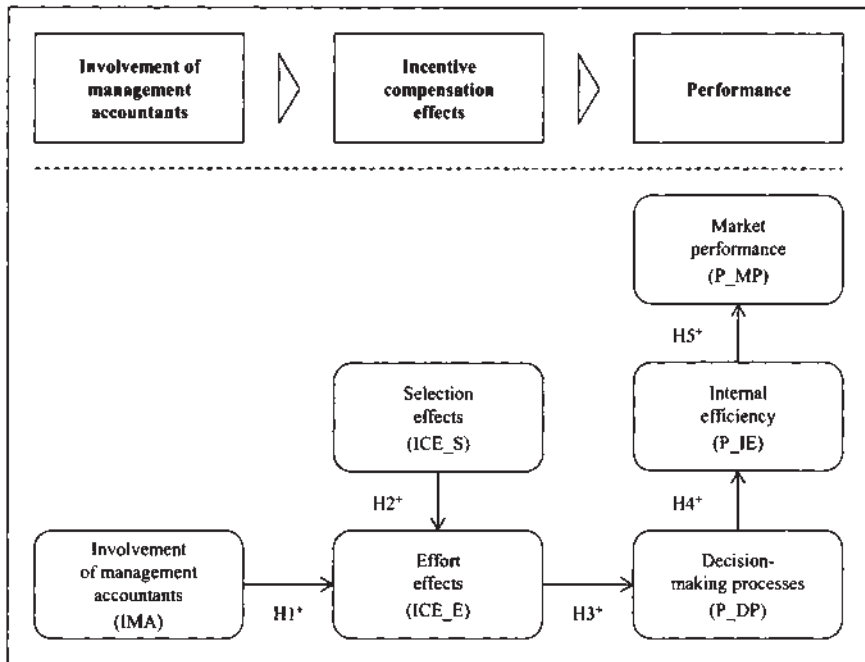 Involvement of
management
accountants
Incentive
compensation
effects
Performance
Market
performance
(P_MP)
H5+
Selection
effects
(ICE_S)
Internal
efficiency
(P_IE)
H2+
H4+
Involvement
of management
accountants
(IMA)
H1+
Effort
effects
(ICE_E)
H3+
Decision-
making processes
(P_DP)